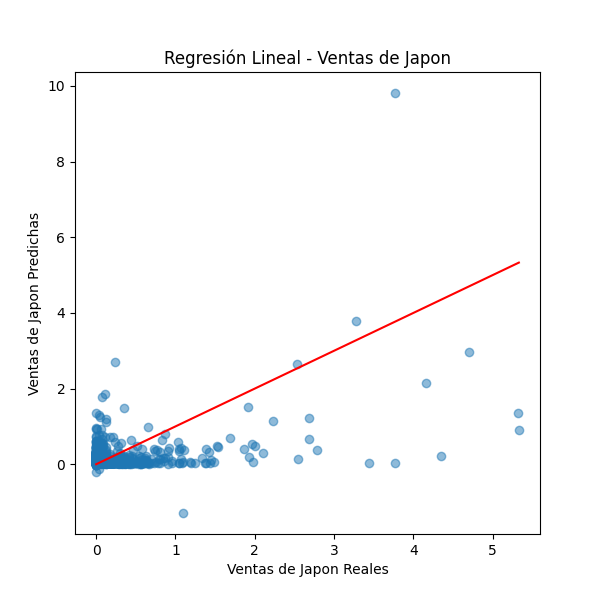 Regresión Lineal - Ventas de Japon
Ventas de Japon Predichas
10
8
6
4
2
0
0 1 2 3 4 5
Ventas de Japon Reales